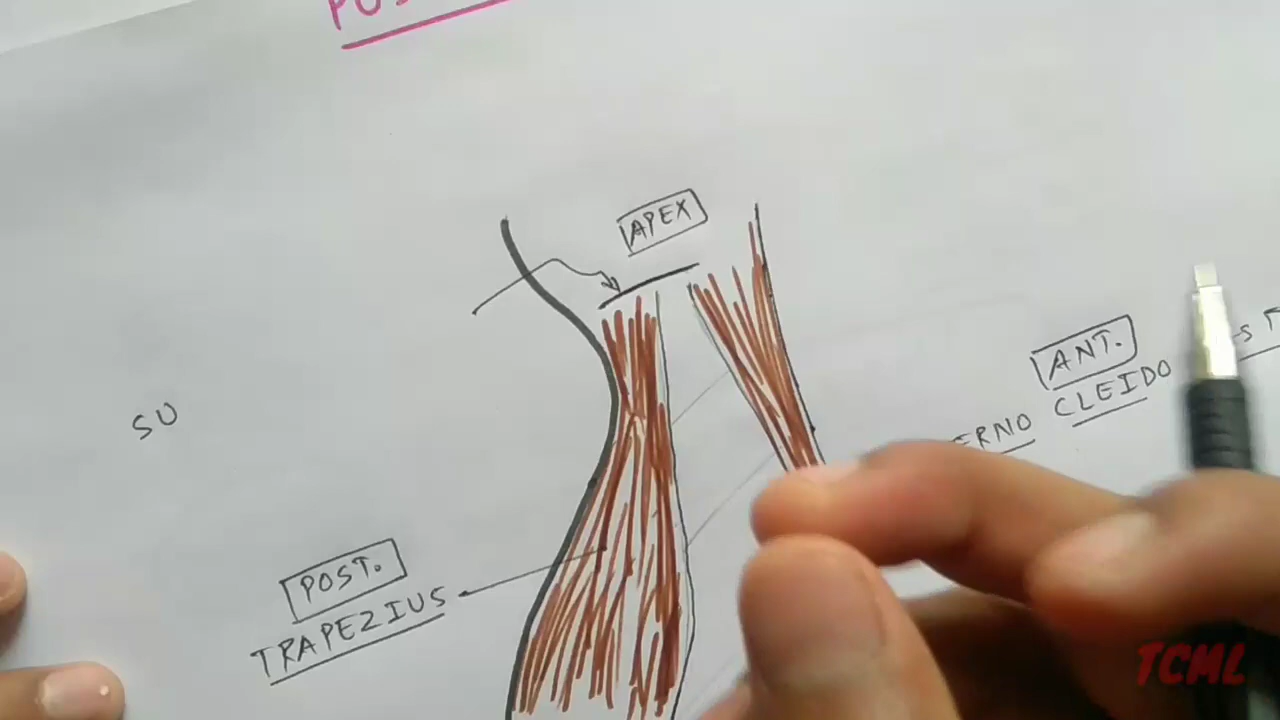 APEX
ANT.
CLEIDO
SU
POST.
TRAPEZIUS
TCML